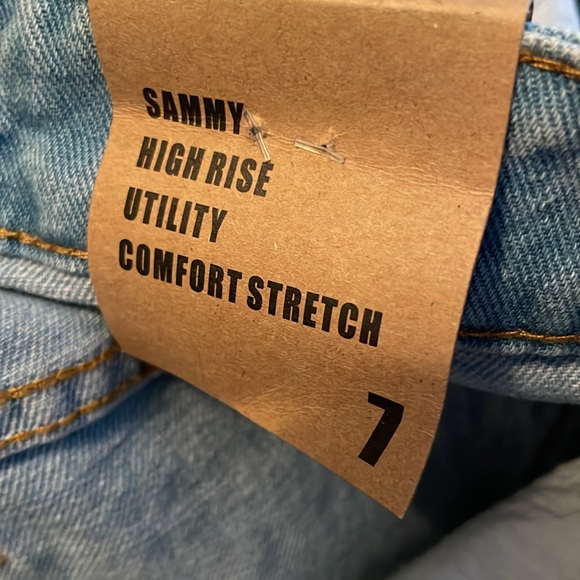 SAMMY
HIGH RISE
UTILITY
COMFORT STRETCH
7